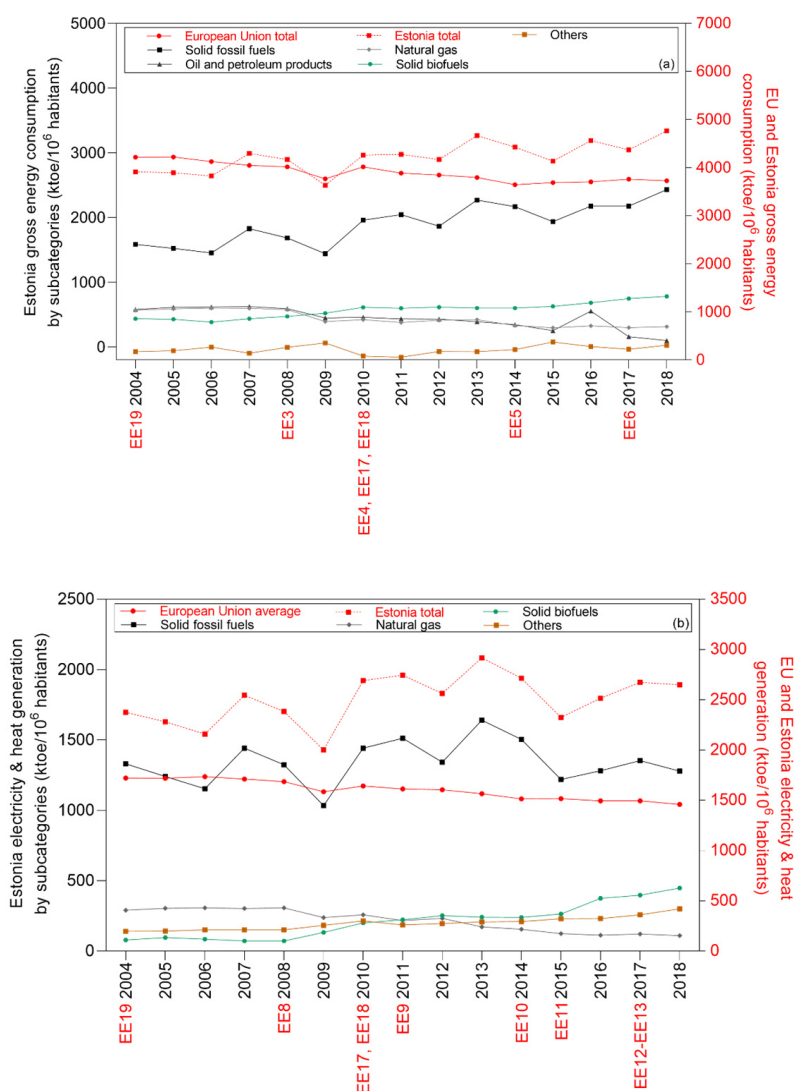 5000
4000
3000
2000
1000
0
Estonia gross energy consumption
by subcategories (ktoe/10⁶ habitants)
European Union total
Estonia total
Others
Solid fossil fuels
Natural gas
Oil and petroleum products
Solid biofuels
(a)
7000
6000
5000
4000
3000
2000
1000
0
EU and Estonia gross energy
consumption (ktoe/10⁶ habitants)
EE19 2004
2005
2006
2007
EE3 2008
2009
EE4, EE17, EE18 2010
2011
2012
2013
EE5 2014
2015
2016
EE6 2017
2018
2500
2000
1500
1000
500
0
Estonia electricity & heat generation
by subcategories (ktoe/10⁶ habitants)
European Union average
Estonia total
Solid biofuels
Solid fossil fuels
Natural gas
Others
(b)
3500
3000
2500
2000
1500
1000
500
0
EU and Estonia electricity & heat
generation (ktoe/10⁶ habitants)
EE19 2004
2005
2006
2007
EE8 2008
2009
EE17, EE18 2010
EE9 2011
2012
2013
EE10 2014
EE11 2015
2016
EE12-EE13 2017
2018